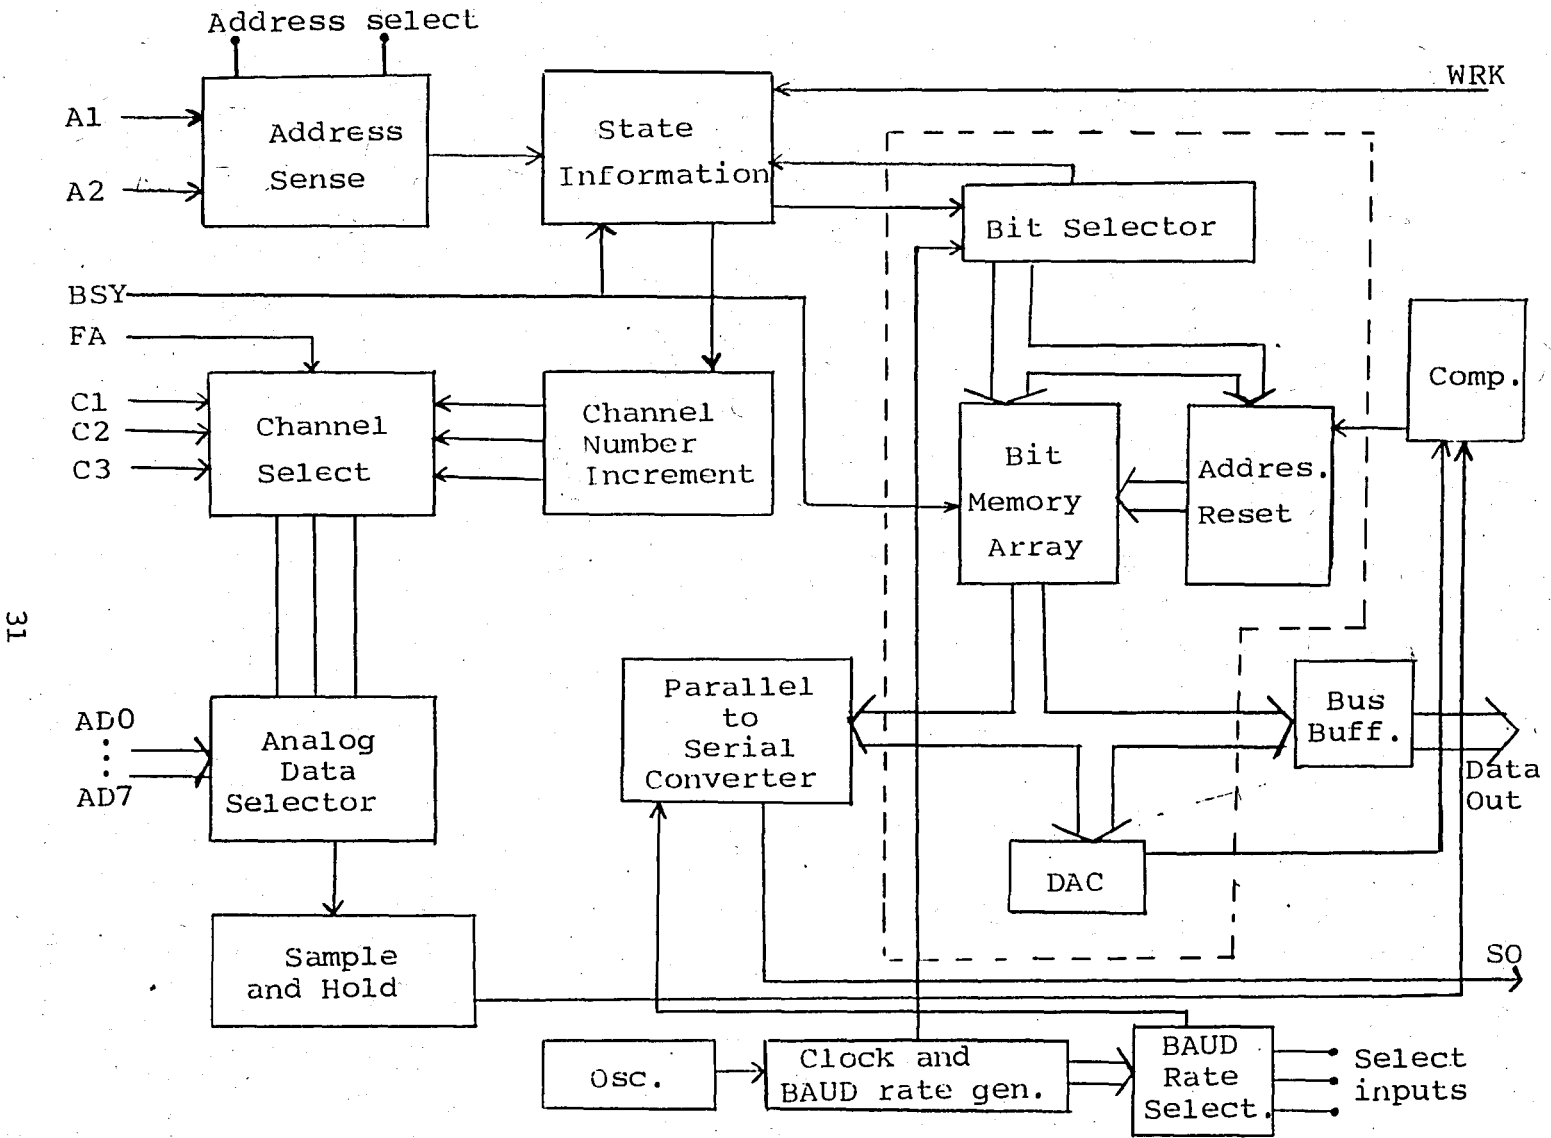 Address select
WRK
A1
A2
Address
Sense
State
Information
Bit Selector
BSY
FA
C1
C2
C3
Channel
Select
Channel
Number
Increment
Comp.
Bit
Memory
Array
Addres.
Reset
31
AD0
AD7
Analog
Data
Selector
Parallel
to
Serial
Converter
Bus
Buff.
Data
Out
DAC
Sample
and Hold
SO
Osc.
Clock and
BAUD rate gen.
BAUD
Rate
Select.
Select
inputs